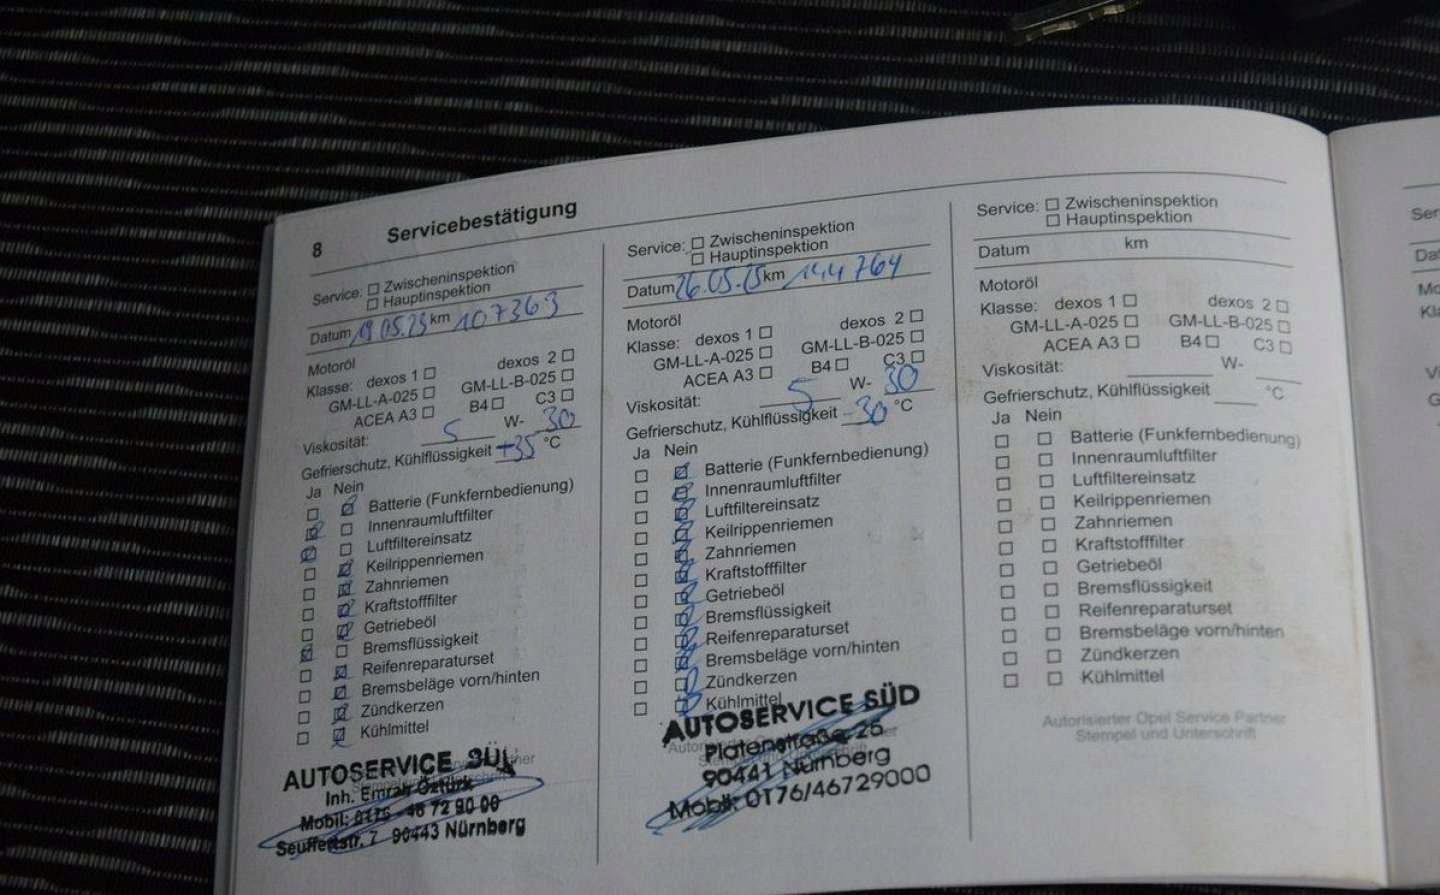 8 Servicebestätigung
Service: Zwischeninspektion
Hauptinspektion
Datum 19.05.23 km 107363
Motoröl
Klasse: dexos 1 dexos 2
GM-LL-A-025 GM-LL-B-025
ACEA A3 B4 C3
Viskosität: 5 W- 30
Gefrierschutz, Kühlflüssigkeit +35 °C
Ja Nein
Batterie (Funkfernbedienung)
Innenraumluftfilter
Luftfiltereinsatz
Keilrippenriemen
Zahnriemen
Kraftstofffilter
Getriebeöl
Bremsflüssigkeit
Reifenreparaturset
Bremsbeläge vorn/hinten
Zündkerzen
Kühlmittel
AUTOSERVICE SÜD
Inh. Emrah Öztürk
Mobil: 0176 - 46 72 90 00
Seuffertstr. 7 90443 Nürnberg
Service: Zwischeninspektion
Hauptinspektion
Datum 26.05. km 144764
Motoröl
Klasse: dexos 1 dexos 2
GM-LL-A-025 GM-LL-B-025
ACEA A3 B4 C3
Viskosität: 5 W- 30
Gefrierschutz, Kühlflüssigkeit -30 °C
Ja Nein
Batterie (Funkfernbedienung)
Innenraumluftfilter
Luftfiltereinsatz
Keilrippenriemen
Zahnriemen
Kraftstofffilter
Getriebeöl
Bremsflüssigkeit
Reifenreparaturset
Bremsbeläge vorn/hinten
Zündkerzen
Kühlmittel
AUTOSERVICE SÜD
Platenstraße 25
90441 Nürnberg
Mobil: 0176/46729000
Service: Zwischeninspektion
Hauptinspektion
Datum km
Motoröl
Klasse: dexos 1 dexos 2
GM-LL-A-025 GM-LL-B-025
ACEA A3 B4 C3
Viskosität: W-
Gefrierschutz, Kühlflüssigkeit °C
Ja Nein
Batterie (Funkfernbedienung)
Innenraumluftfilter
Luftfiltereinsatz
Keilrippenriemen
Zahnriemen
Kraftstofffilter
Getriebeöl
Bremsflüssigkeit
Reifenreparaturset
Bremsbeläge vorn/hinten
Zündkerzen
Kühlmittel
Autorisierter Opel Service Partner
Stempel und Unterschrift